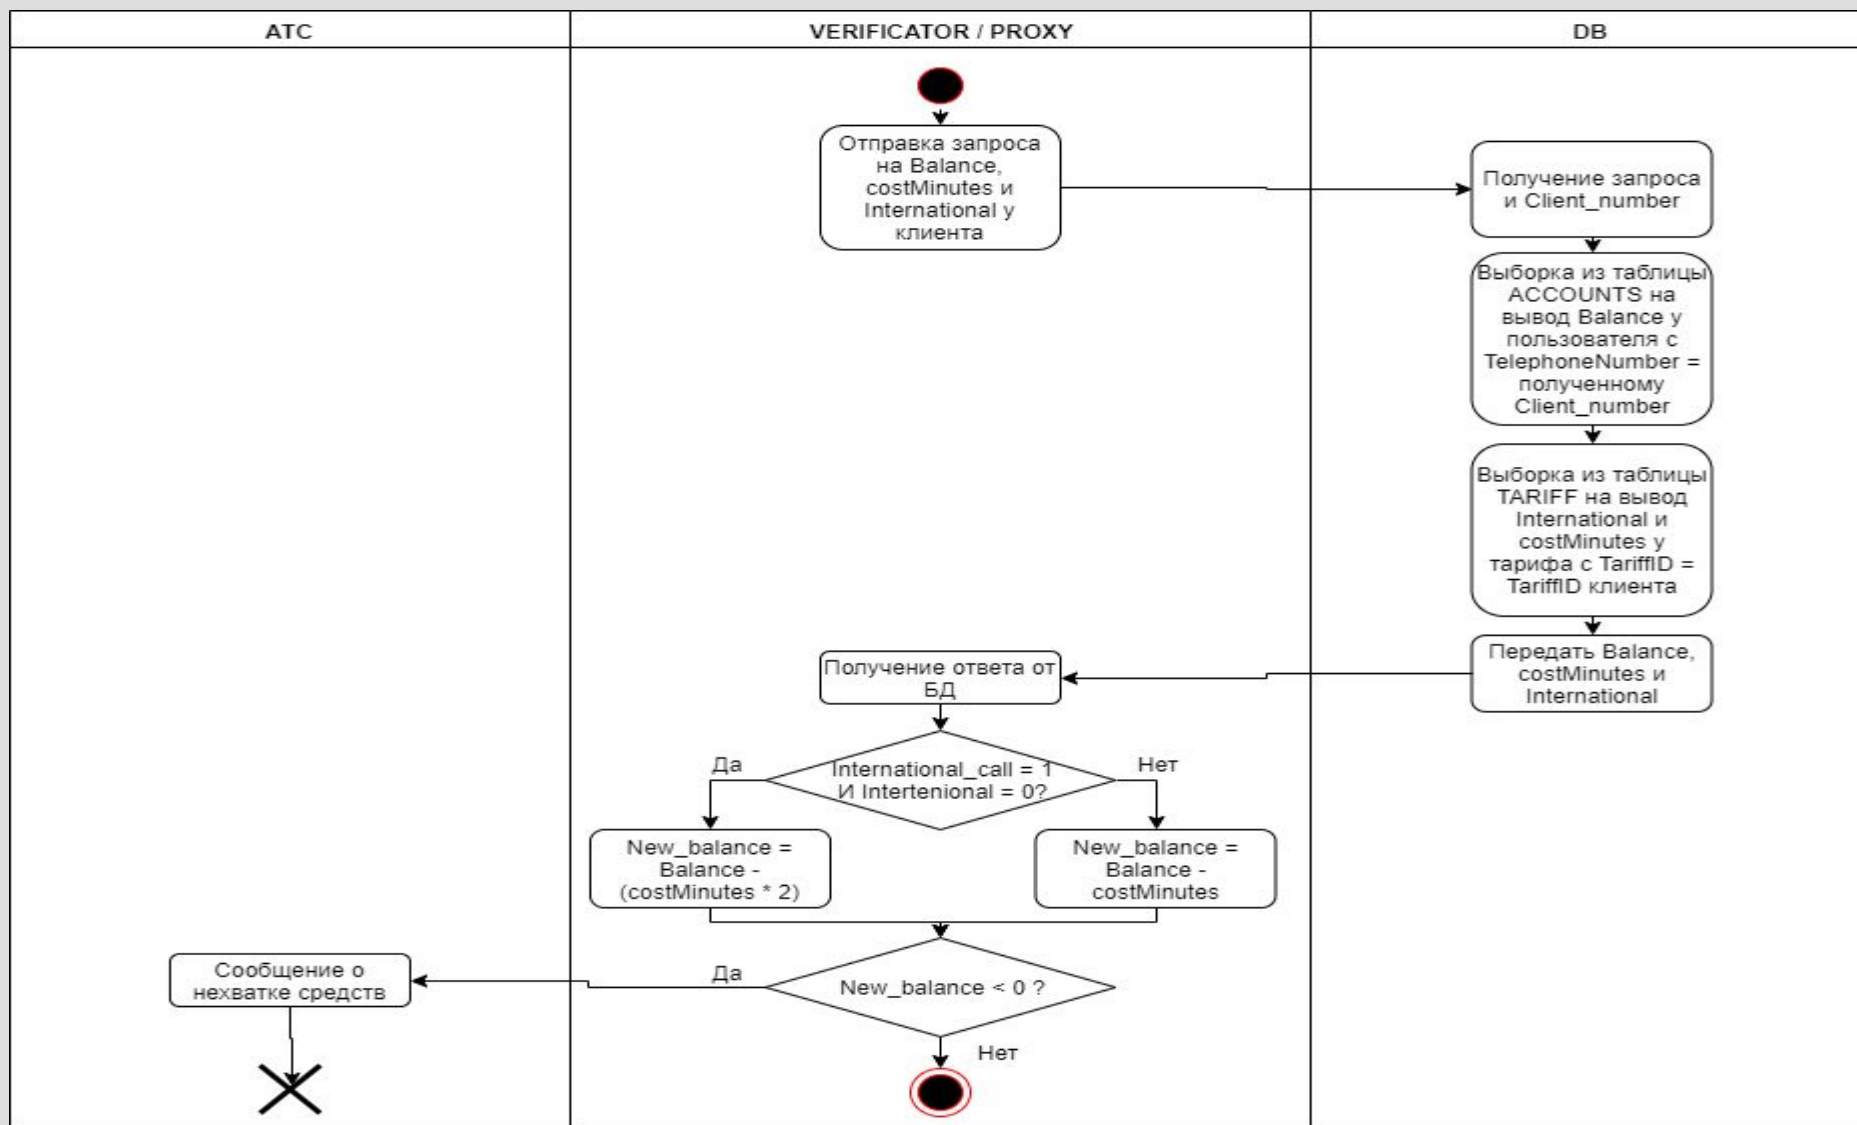 АТС
VERIFICATOR / PROXY
DB
Отправка запроса
на Balance,
costMinutes и
International у
клиента
Получение запроса
и Client_number
Выборка из таблицы
ACCOUNTS на
вывод Balance у
пользователя с
TelephoneNumber =
полученному
Client_number
Выборка из таблицы
TARIFF на вывод
International и
costMinutes у
тарифа с TariffID =
TariffID клиента
Передать Balance,
costMinutes и
International
Получение ответа от
БД
Да
International_call = 1
И Intertenional = 0?
Нет
New_balance =
Balance -
(costMinutes * 2)
New_balance =
Balance -
costMinutes
Сообщение о
нехватке средств
Да
New_balance < 0 ?
Нет